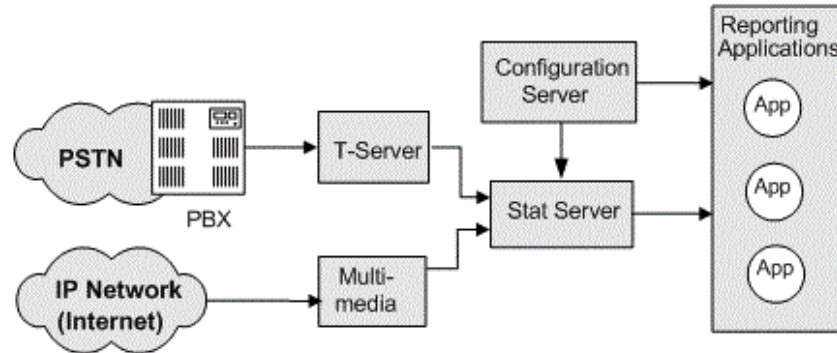 Reporting
Applications
Configuration
Server
App
PSTN
T-Server
App
Stat Server
PBX
App
IP Network
(Internet)
Multi-
media